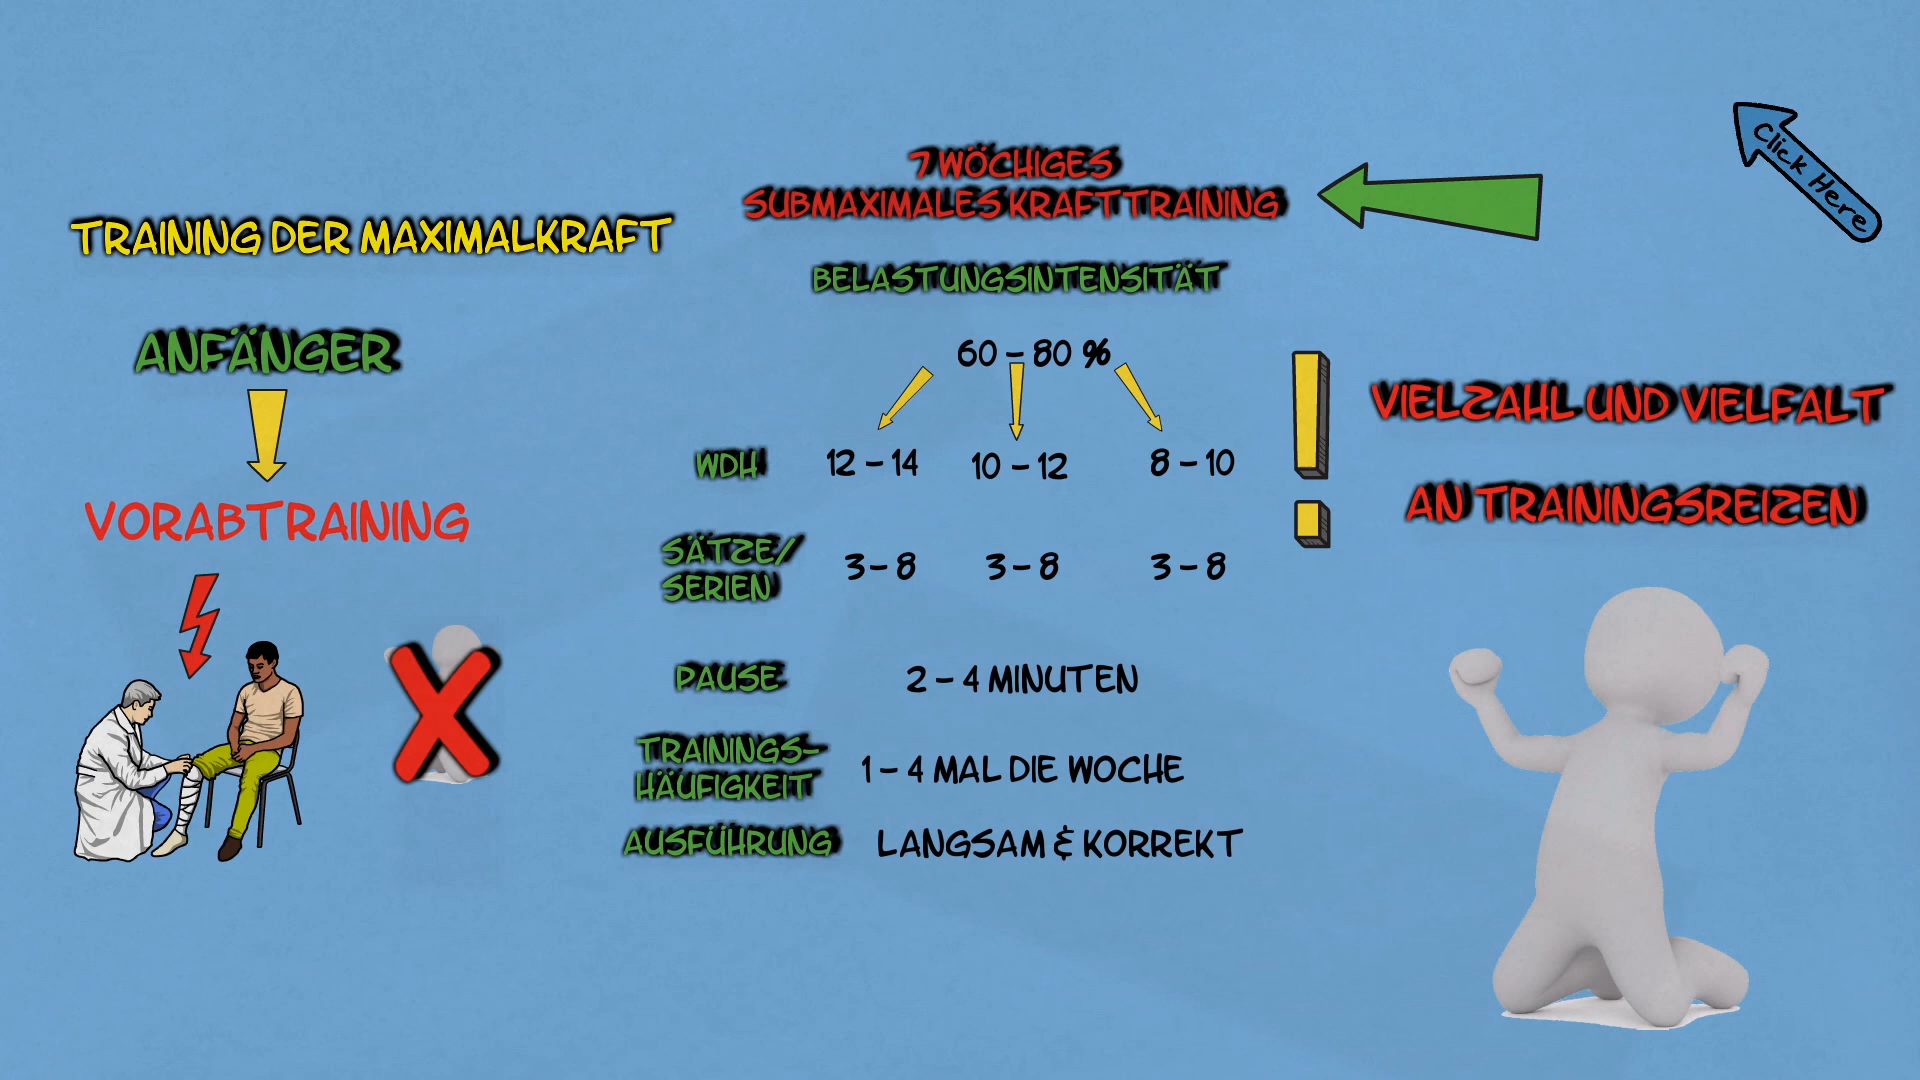 TRAINING DER MAXIMALKRAFT
ANFÄNGER
VORABTRAINING
7 WÖCHIGES
SUBMAXIMALES KRAFTTRAINING
BELASTUNGSINTENSITÄT
60 – 80 %
WDH 12 – 14 10 – 12 8 – 10
SÄTZE/
SERIEN 3 – 8 3 – 8 3 – 8
PAUSE 2 – 4 MINUTEN
TRAININGS-
HÄUFIGKEIT 1 – 4 MAL DIE WOCHE
AUSFÜHRUNG LANGSAM & KORREKT
VIELZAHL UND VIELFALT
AN TRAININGSREIZEN
Click Here